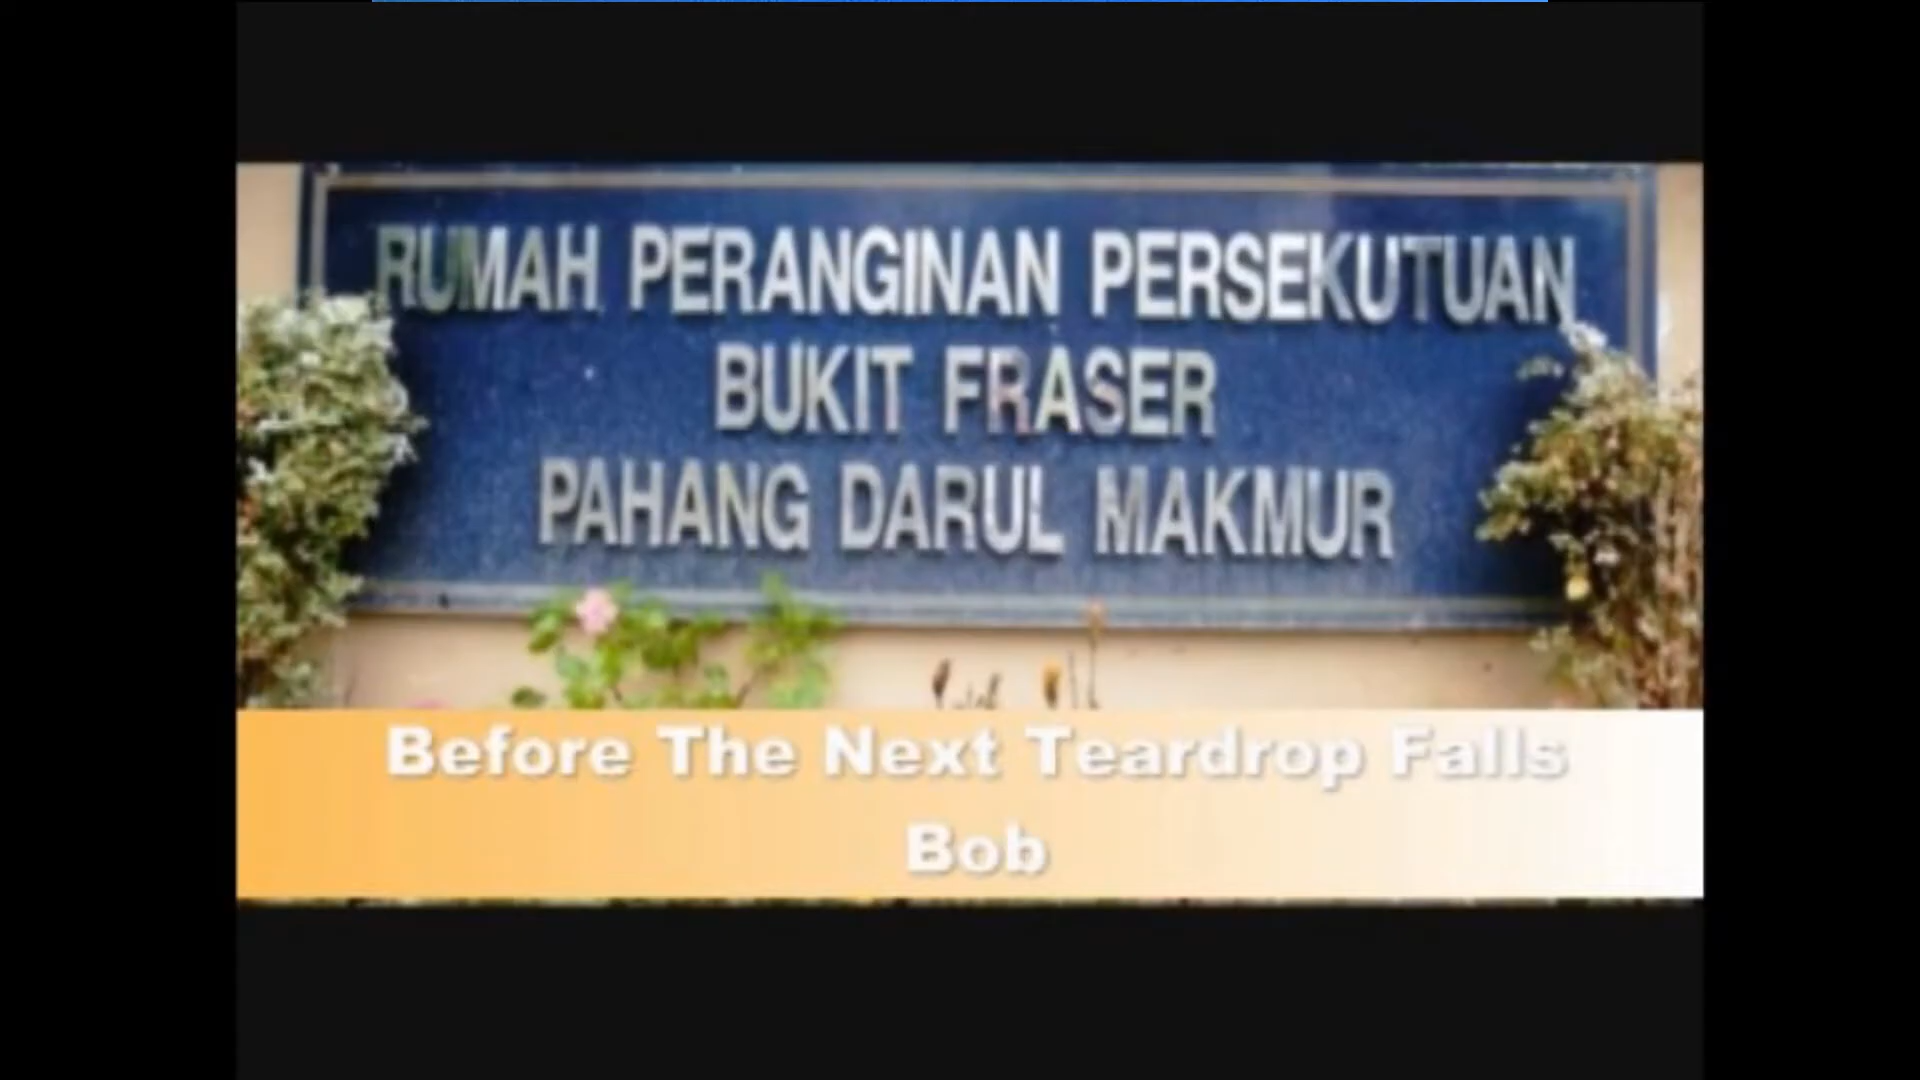 RUMAH PERANGINAN PERSEKUTUAN
BUKIT FRASER
PAHANG DARUL MAKMUR
Before The Next Teardrop Falls
Bob